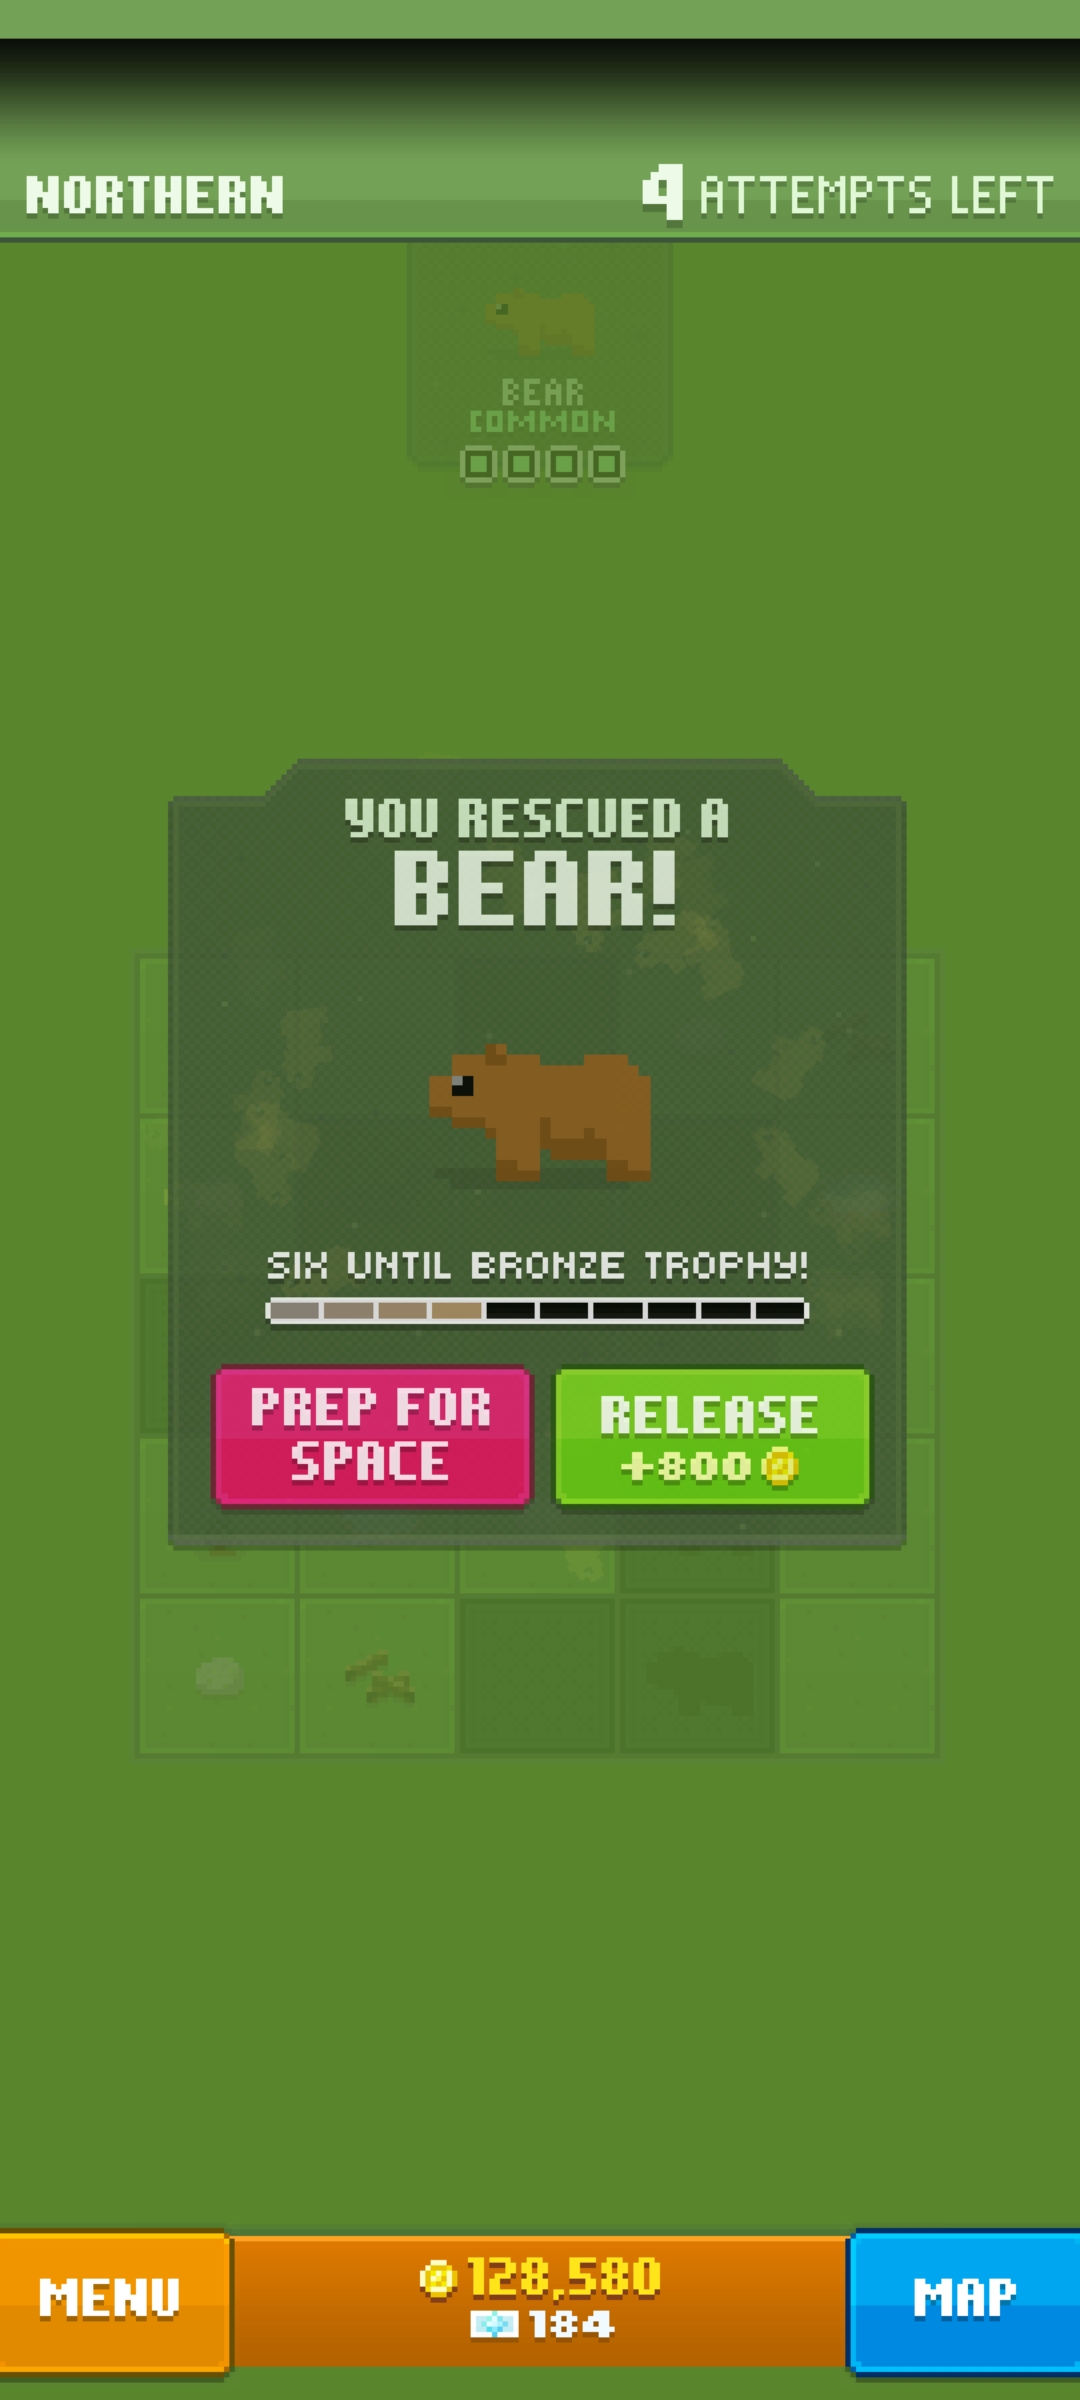 NORTHERN
4 ATTEMPTS LEFT
BEAR
COMMON
YOU RESCUED A
BEAR!
SIX UNTIL BRONZE TROPHY!
PREP FOR
SPACE
RELEASE
+800
MENU
128,580
184
MAP